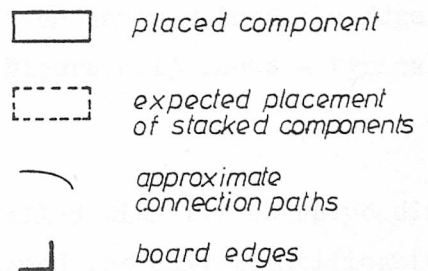 placed component
expected placement
of stacked components
approximate
connection paths
board edges